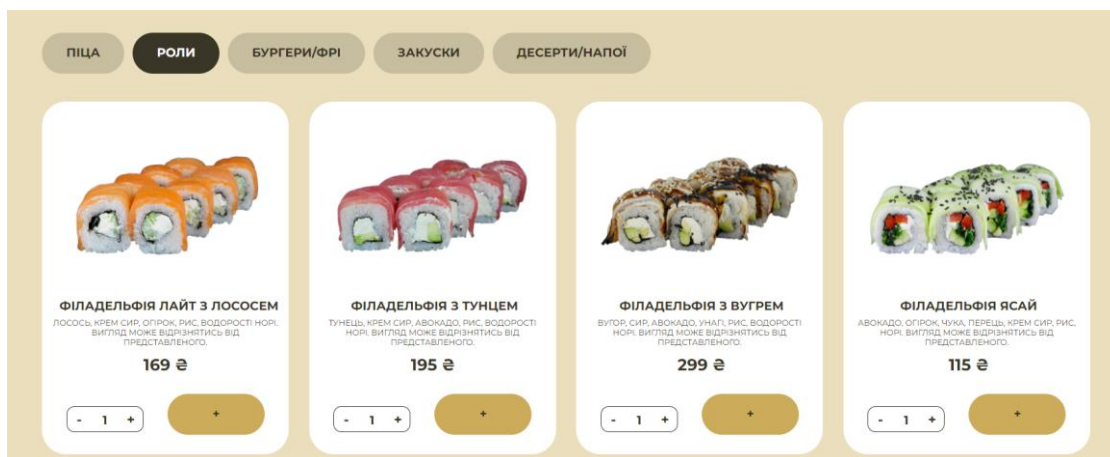 ПІЦА
РОЛИ
БУРГЕРИ/ФРІ
ЗАКУСКИ
ДЕСЕРТИ/НАПОЇ
ФІЛАДЕЛЬФІЯ ЛАЙТ З ЛОСОСЕМ
ЛОСОСЬ, КРЕМ СИР, ОГІРОК, РИС, ВОДОРОСТІ НОРІ.
ВИГЛЯД МОЖЕ ВІДРІЗНЯТИСЬ ВІД
ПРЕДСТАВЛЕНОГО.
169 ₴
- 1 +
+
ФІЛАДЕЛЬФІЯ З ТУНЦЕМ
ТУНЕЦЬ, КРЕМ СИР, АВОКАДО, РИС, ВОДОРОСТІ
НОРІ. ВИГЛЯД МОЖЕ ВІДРІЗНЯТИСЬ ВІД
ПРЕДСТАВЛЕНОГО.
195 ₴
- 1 +
+
ФІЛАДЕЛЬФІЯ З ВУГРЕМ
ВУГОР, СИР, АВОКАДО, УНАГІ, РИС, ВОДОРОСТІ
НОРІ. ВИГЛЯД МОЖЕ ВІДРІЗНЯТИСЬ ВІД
ПРЕДСТАВЛЕНОГО.
299 ₴
- 1 +
+
ФІЛАДЕЛЬФІЯ ЯСАЙ
АВОКАДО, ОГІРОК, ЧУКА, ПЕРЕЦЬ, КРЕМ СИР, РИС,
НОРІ. ВИГЛЯД МОЖЕ ВІДРІЗНЯТИСЬ ВІД
ПРЕДСТАВЛЕНОГО.
115 ₴
- 1 +
+